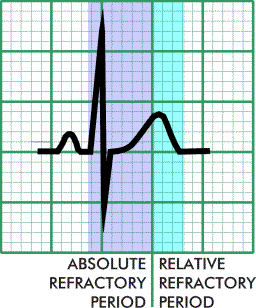 ABSOLUTE
REFRACTORY
PERIOD
RELATIVE
REFRACTORY
PERIOD